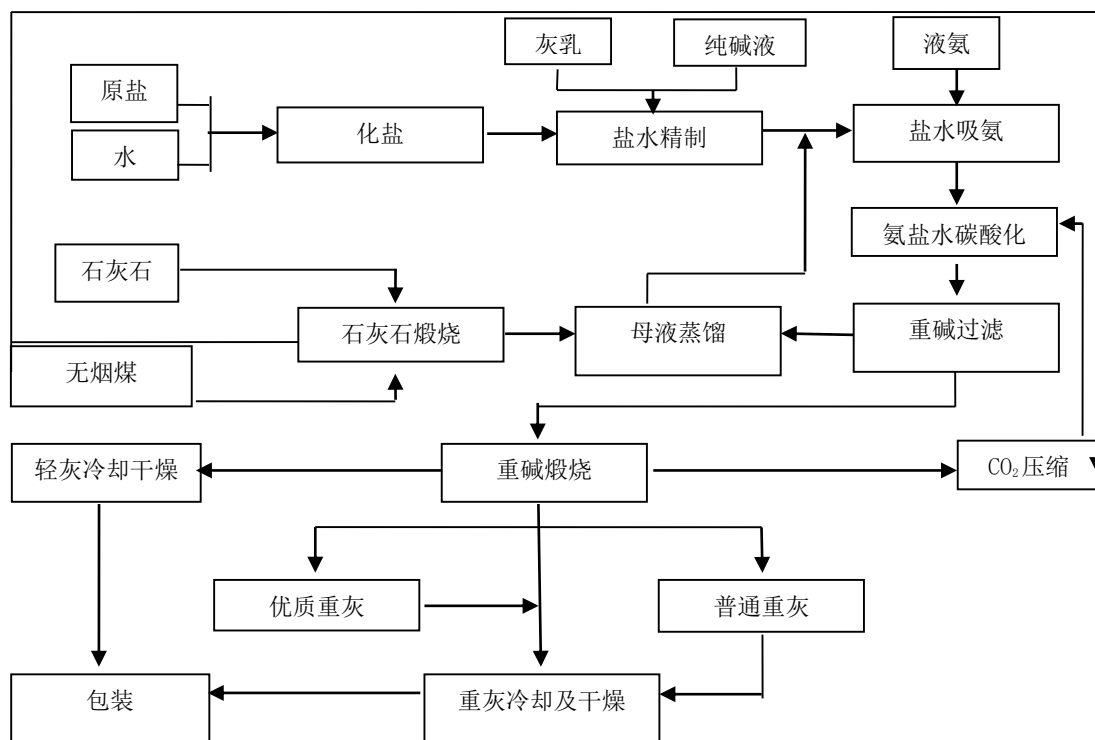 灰乳
纯碱液
液氨
原盐
水
化盐
盐水精制
盐水吸氨
氨盐水碳酸化
石灰石
石灰石煅烧
母液蒸馏
重碱过滤
无烟煤
轻灰冷却干燥
重碱煅烧
CO₂压缩
优质重灰
普通重灰
包装
重灰冷却及干燥